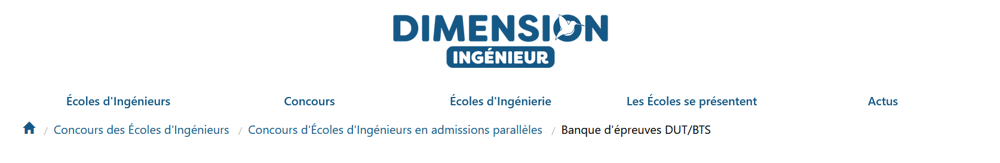 DIMENSION
INGÉNIEUR
Écoles d'Ingénieurs Concours Écoles d'Ingénierie Les Écoles se présentent Actus
/ Concours des Écoles d'Ingénieurs / Concours d'Écoles d'Ingénieurs en admissions parallèles / Banque d'épreuves DUT/BTS